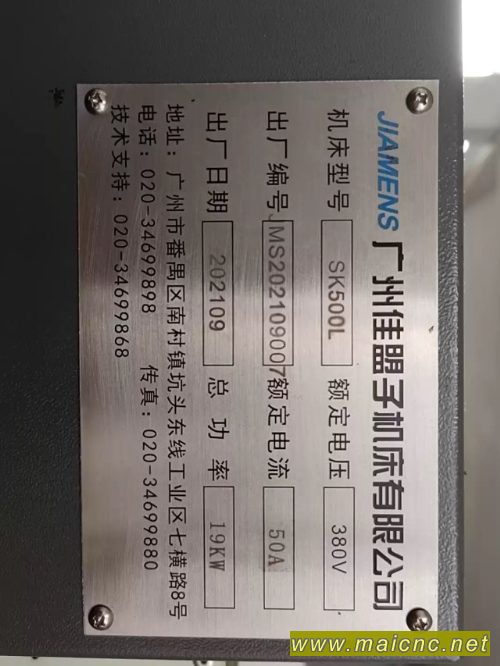 JIAMENS 广州佳盟孚机床有限公司
机床型号 SK500L 额定电压 380V
出厂编号 JMS202109007 额定电流 50A
出厂日期 202109 总功率 19KW
地址：广州市番禺区南村镇坑头东线工业区七横路8号
电话：020-34699898 传真：020-34699880
技术支持：020-34699868
www.maicnc.net